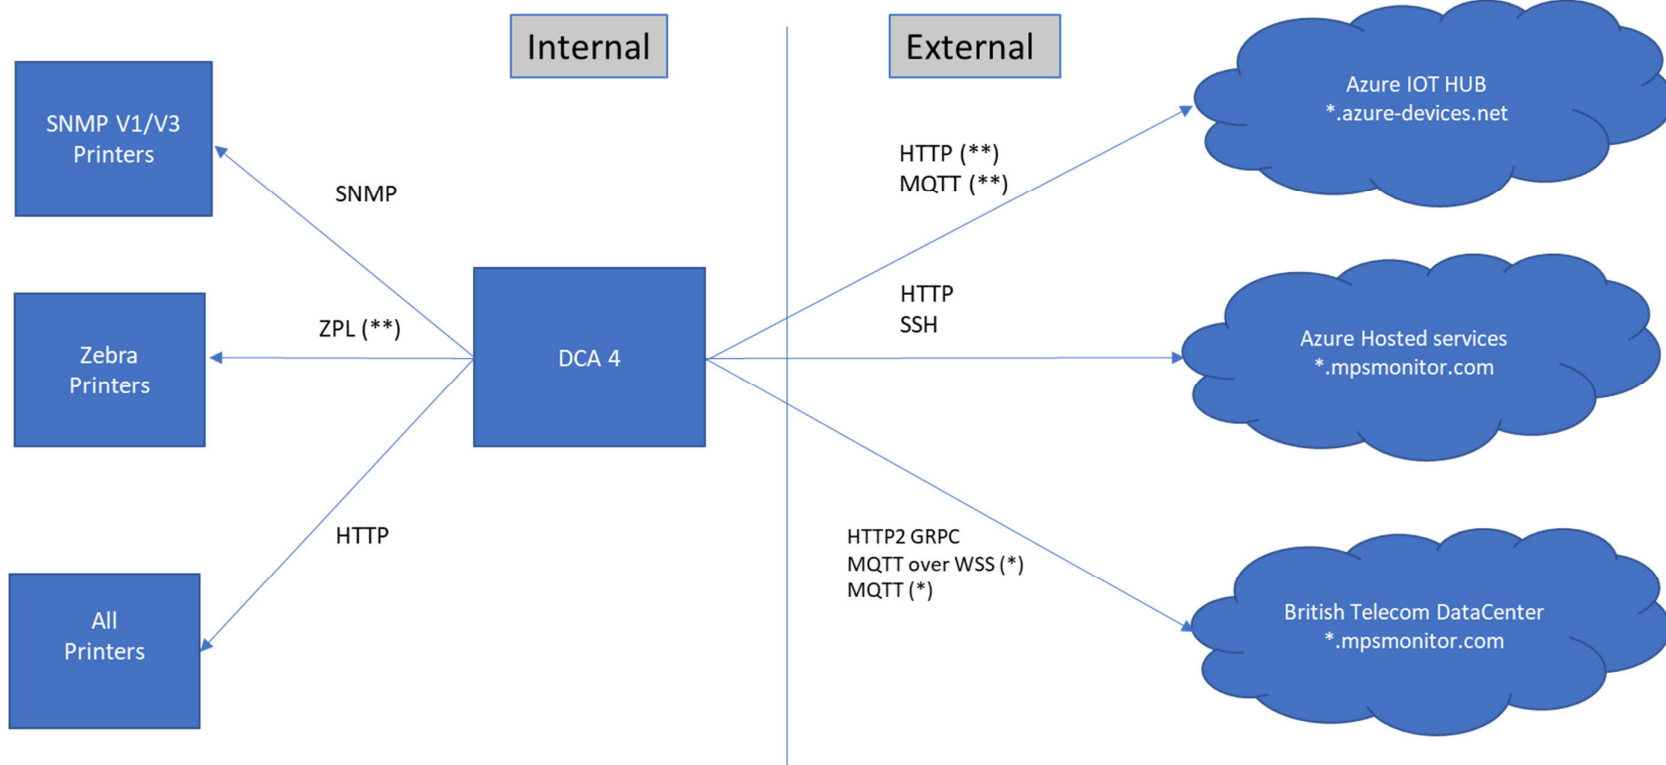 Internal
External
SNMP V1/V3
Printers
SNMP
ZPL (**)
Zebra
Printers
HTTP
All
Printers
DCA 4
HTTP (**)
MQTT (**)
Azure IOT HUB
*.azure-devices.net
HTTP
SSH
Azure Hosted services
*.mpsmonitor.com
HTTP2 GRPC
MQTT over WSS (*)
MQTT (*)
British Telecom DataCenter
*.mpsmonitor.com